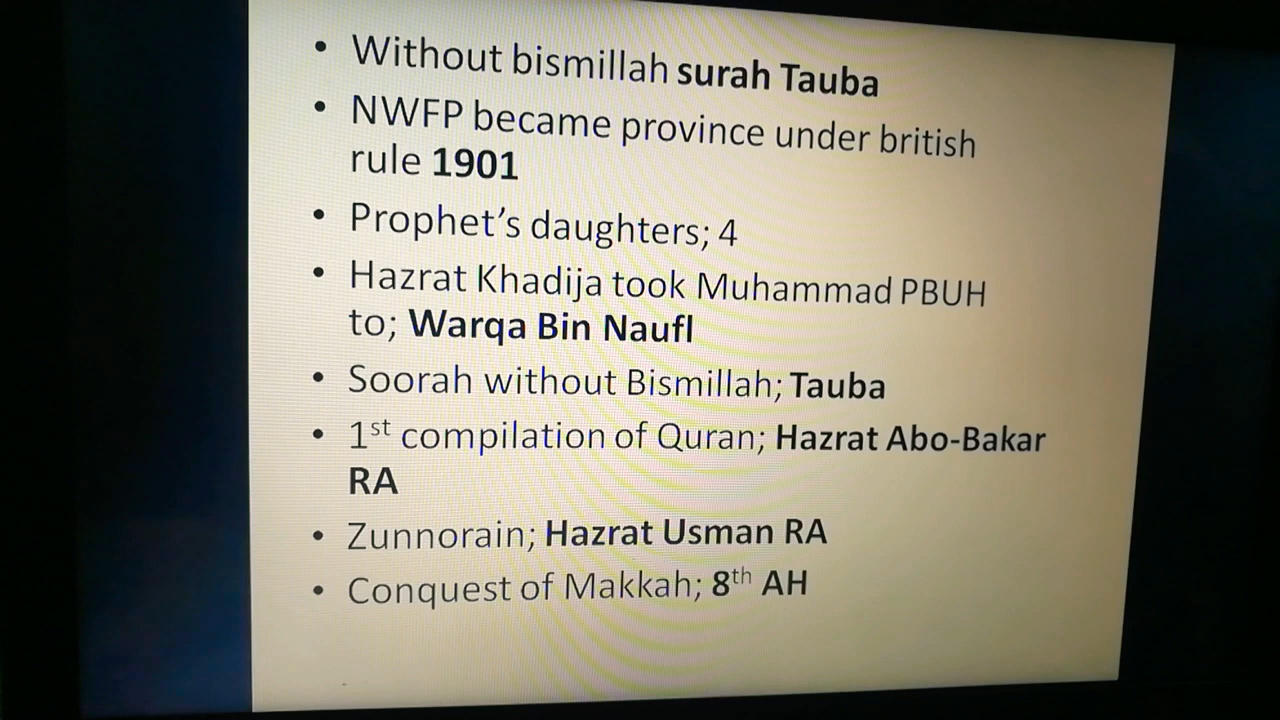 • Without bismillah surah Tauba
• NWFP became province under british
rule 1901
• Prophet's daughters; 4
• Hazrat Khadija took Muhammad PBUH
to; Warqa Bin Naufl
• Soorah without Bismillah; Tauba
• 1st compilation of Quran; Hazrat Abo-Bakar
RA
• Zunnorain; Hazrat Usman RA
• Conquest of Makkah; 8th AH